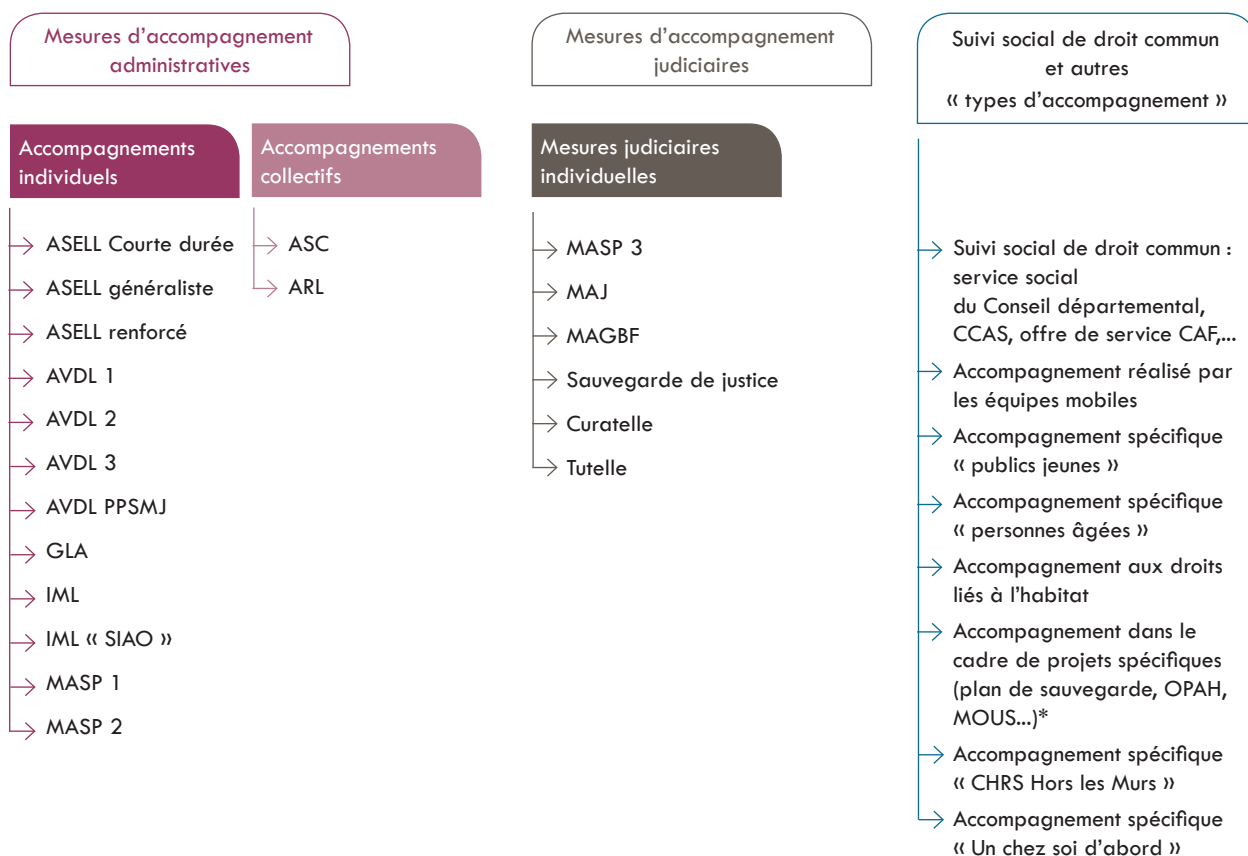 Mesures d’accompagnement
administratives
Accompagnements
individuels
ASELL Courte durée
ASELL généraliste
ASELL renforcé
AVDL 1
AVDL 2
AVDL 3
AVDL PPSMJ
GLA
IML
IML « SIAO »
MASP 1
MASP 2
Accompagnements
collectifs
ASC
ARL
Mesures d’accompagnement
judiciaires
Mesures judiciaires
individuelles
MASP 3
MAJ
MAGBF
Sauvegarde de justice
Curatelle
Tutelle
Suivi social de droit commun
et autres
« types d’accompagnement »
Suivi social de droit commun :
service social
du Conseil départemental,
CCAS, offre de service CAF,...
Accompagnement réalisé par
les équipes mobiles
Accompagnement spécifique
« publics jeunes »
Accompagnement spécifique
« personnes âgées »
Accompagnement aux droits
liés à l’habitat
Accompagnement dans le
cadre de projets spécifiques
(plan de sauvegarde, OPAH,
MOUS...)*
Accompagnement spécifique
« CHRS Hors les Murs »
Accompagnement spécifique
« Un chez soi d’abord »